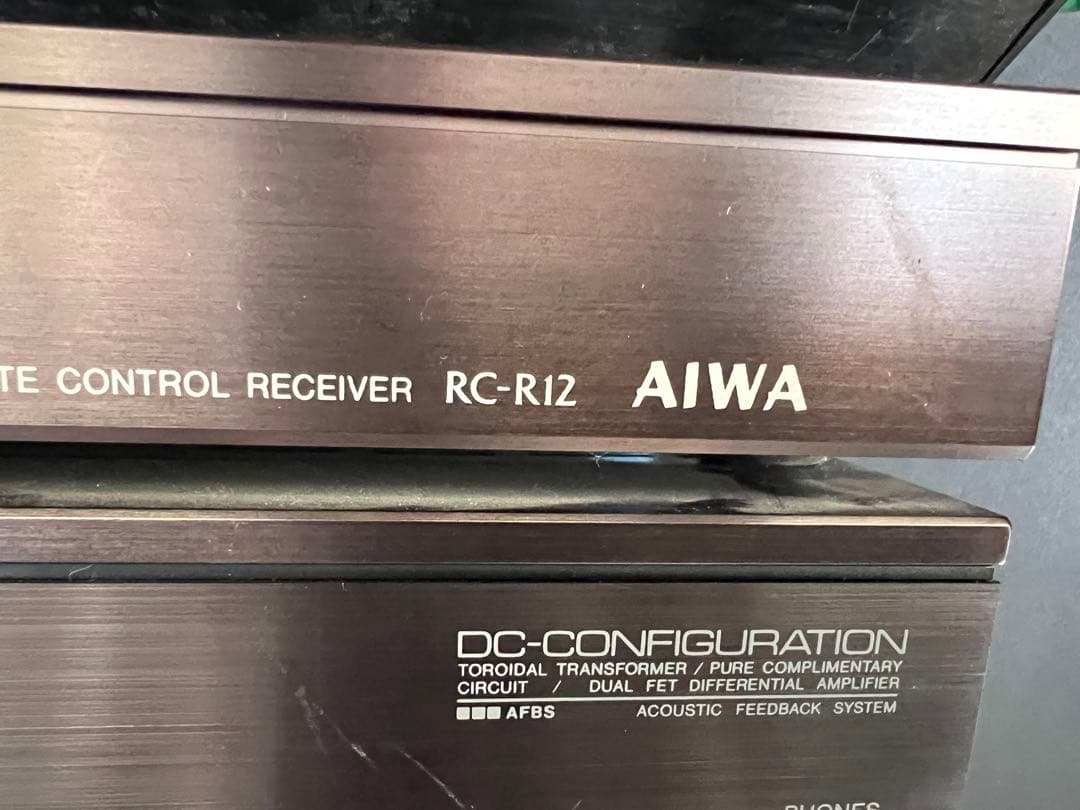 TE CONTROL RECEIVER RC-R12 AIWA
DC-CONFIGURATION
TOROIDAL TRANSFORMER / PURE COMPLIMENTARY
CIRCUIT / DUAL FET DIFFERENTIAL AMPLIFIER
AFBS ACOUSTIC FEEDBACK SYSTEM
PHONES